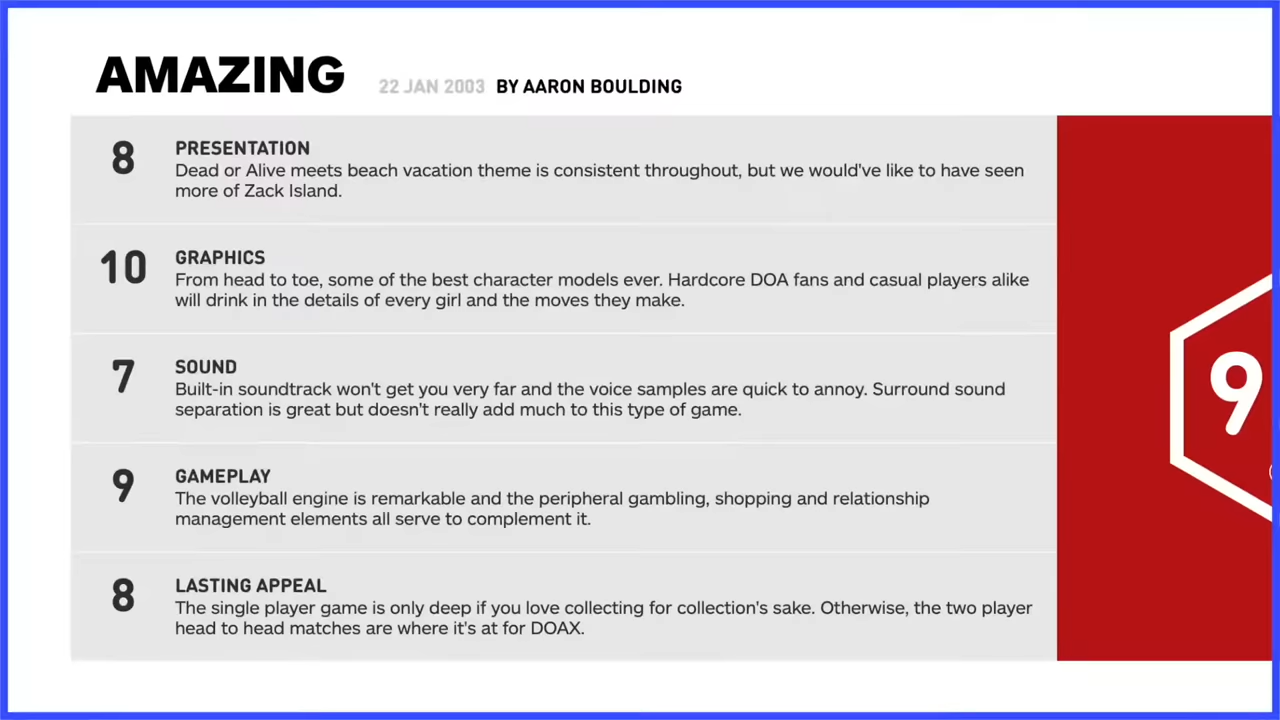 AMAZING 22 JAN 2003 BY AARON BOULDING
8 PRESENTATION
Dead or Alive meets beach vacation theme is consistent throughout, but we would've like to have seen
more of Zack Island.
10 GRAPHICS
From head to toe, some of the best character models ever. Hardcore DOA fans and casual players alike
will drink in the details of every girl and the moves they make.
7 SOUND
Built-in soundtrack won't get you very far and the voice samples are quick to annoy. Surround sound
separation is great but doesn't really add much to this type of game.
9 GAMEPLAY
The volleyball engine is remarkable and the peripheral gambling, shopping and relationship
management elements all serve to complement it.
8 LASTING APPEAL
The single player game is only deep if you love collecting for collection's sake. Otherwise, the two player
head to head matches are where it's at for DOAX.
9